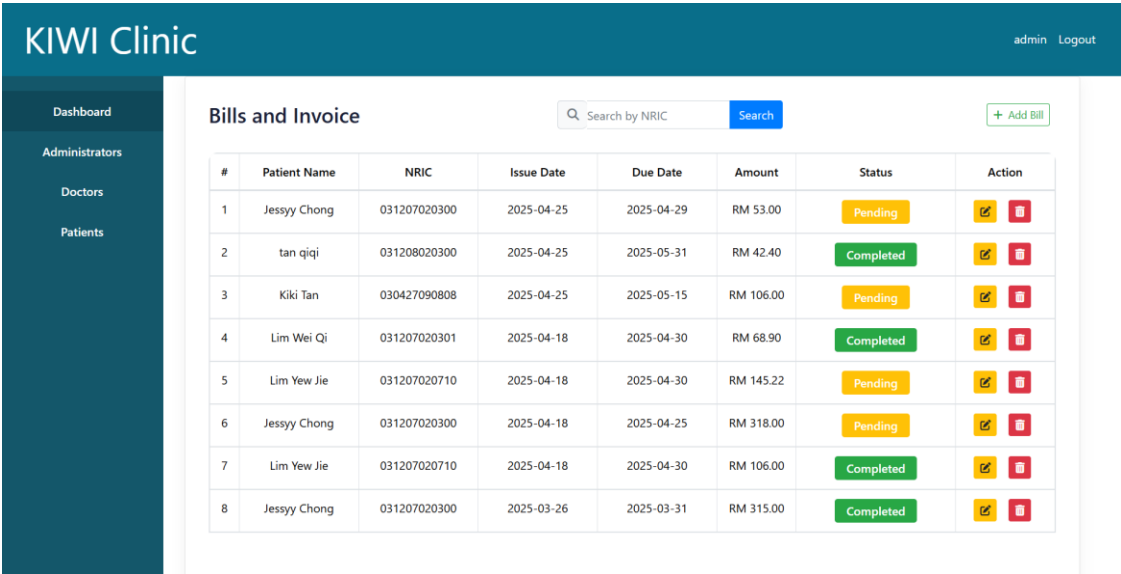 KIWI Clinic
admin Logout
Dashboard
Administrators
Doctors
Patients
Bills and Invoice
Search by NRIC Search
+ Add Bill
# Patient Name NRIC Issue Date Due Date Amount Status Action
1 Jessyy Chong 031207020300 2025-04-25 2025-04-29 RM 53.00 Pending
2 tan qiqi 031208020300 2025-04-25 2025-05-31 RM 42.40 Completed
3 Kiki Tan 030427090808 2025-04-25 2025-05-15 RM 106.00 Pending
4 Lim Wei Qi 031207020301 2025-04-18 2025-04-30 RM 68.90 Completed
5 Lim Yew Jie 031207020710 2025-04-18 2025-04-30 RM 145.22 Pending
6 Jessyy Chong 031207020300 2025-04-18 2025-04-25 RM 318.00 Pending
7 Lim Yew Jie 031207020710 2025-04-18 2025-04-30 RM 106.00 Completed
8 Jessyy Chong 031207020300 2025-03-26 2025-03-31 RM 315.00 Completed